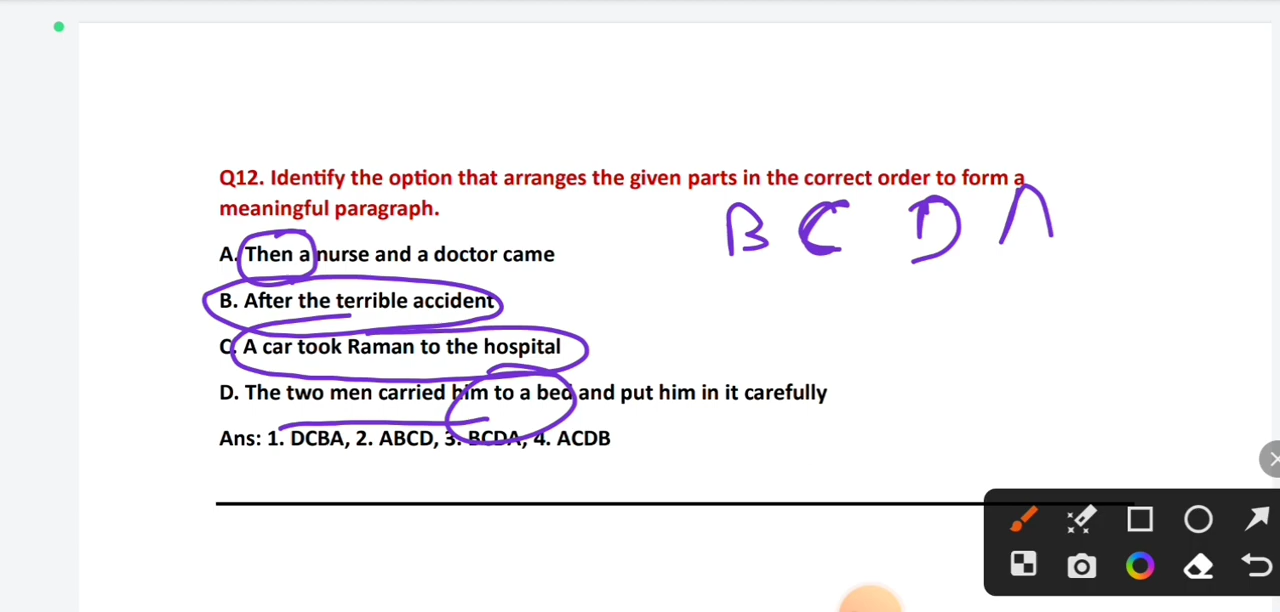 Q12. Identify the option that arranges the given parts in the correct order to form a
meaningful paragraph.
B C D A
A. Then a nurse and a doctor came
B. After the terrible accident
C. A car took Raman to the hospital
D. The two men carried him to a bed and put him in it carefully
Ans: 1. DCBA, 2. ABCD, 3. BCDA, 4. ACDB